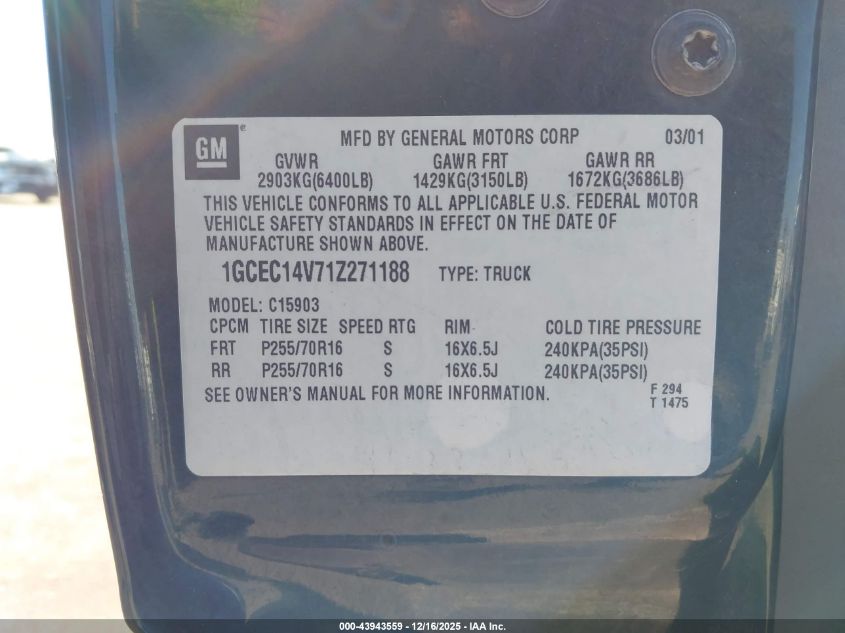 GM
MFD BY GENERAL MOTORS CORP 03/01
GVWR GAWR FRT GAWR RR
2903KG(6400LB) 1429KG(3150LB) 1672KG(3686LB)
THIS VEHICLE CONFORMS TO ALL APPLICABLE U.S. FEDERAL MOTOR
VEHICLE SAFETY STANDARDS IN EFFECT ON THE DATE OF
MANUFACTURE SHOWN ABOVE.
1GCEC14V71Z271188 TYPE: TRUCK
MODEL: C15903
CPCM TIRE SIZE SPEED RTG RIM COLD TIRE PRESSURE
FRT P255/70R16 S 16X6.5J 240KPA(35PSI)
RR P255/70R16 S 16X6.5J 240KPA(35PSI)
SEE OWNER'S MANUAL FOR MORE INFORMATION.
F 294
T 1475
000-43943559 - 12/16/2025 - IAA Inc.